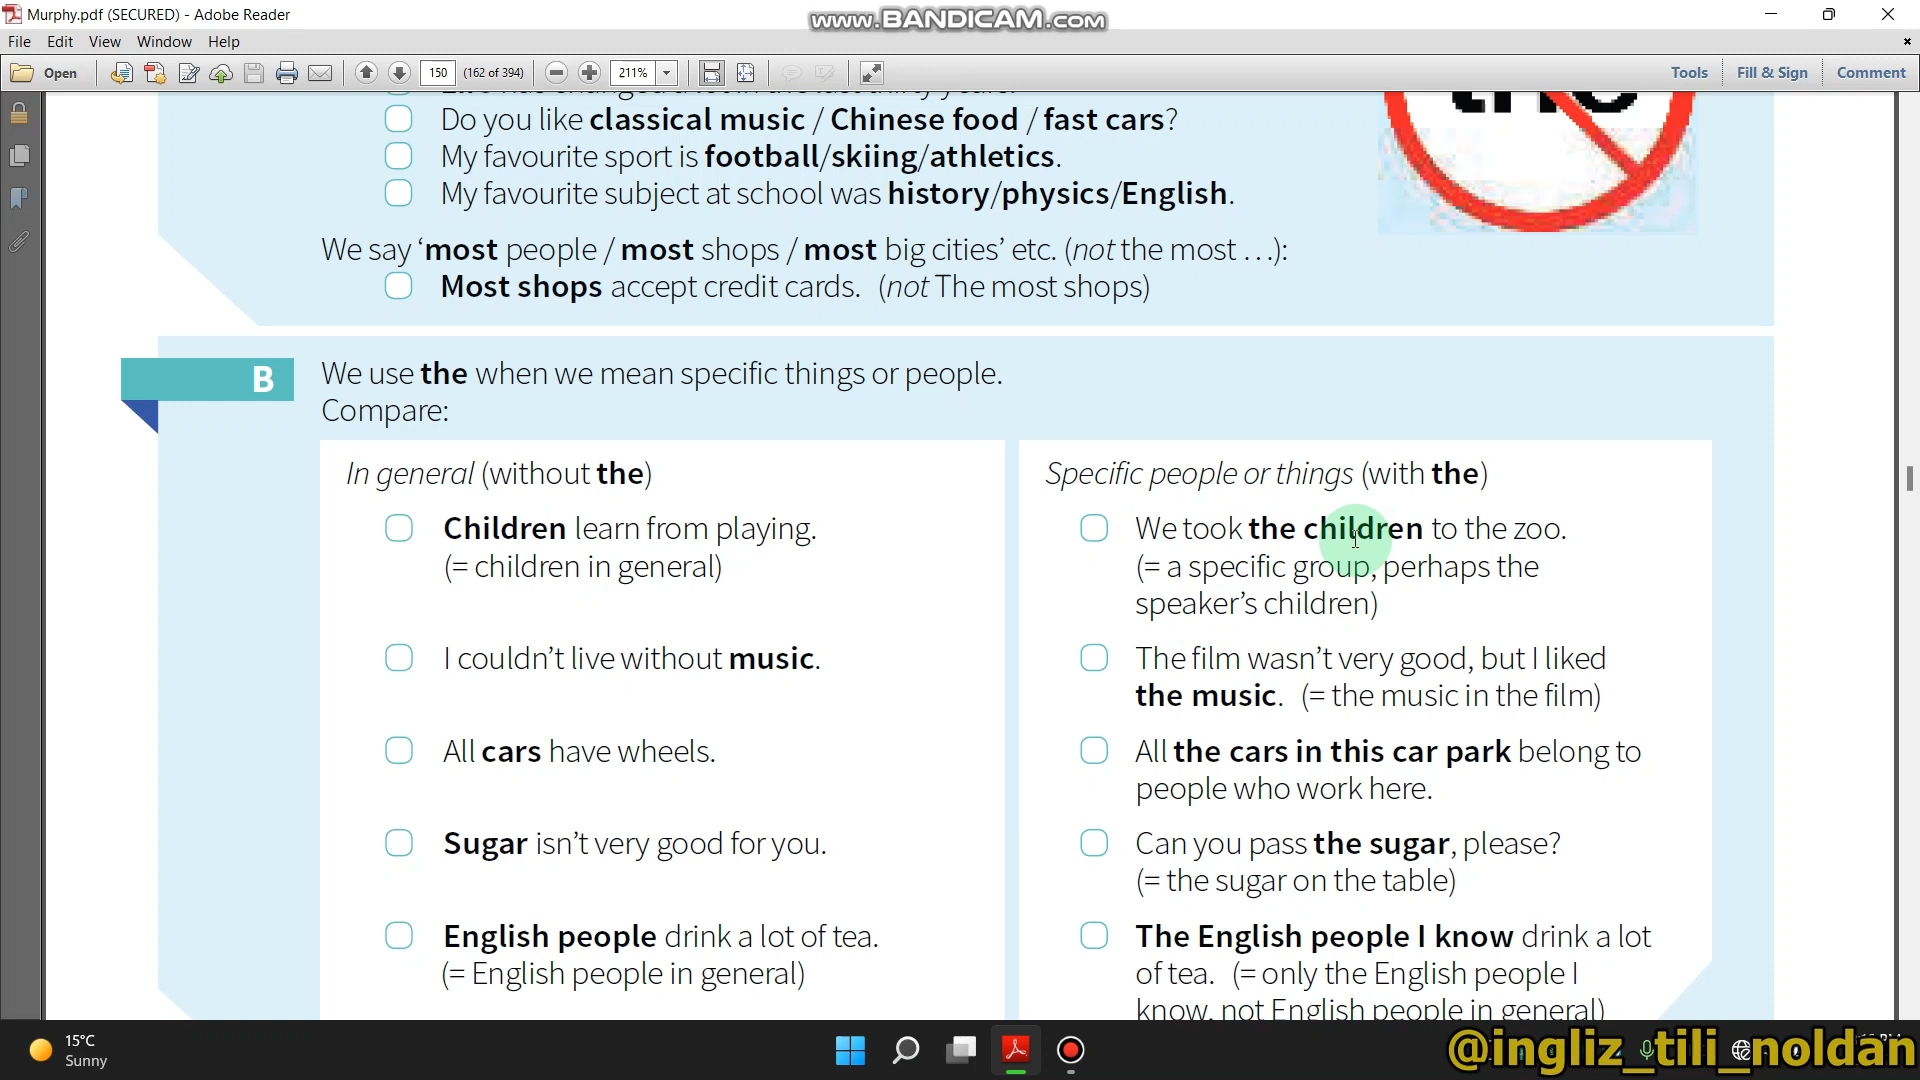 Murphy.pdf (SECURED) - Adobe Reader
www.BANDICAM.com
File Edit View Window Help
Open 150 (162 of 394) 211% Tools Fill & Sign Comment
the
Do you like classical music / Chinese food / fast cars?
My favourite sport is football/skiing/athletics.
My favourite subject at school was history/physics/English.
We say ‘most people / most shops / most big cities’ etc. (not the most …):
Most shops accept credit cards. (not The most shops)
B
We use the when we mean specific things or people.
Compare:
In general (without the)
Children learn from playing.
(= children in general)
I couldn’t live without music.
All cars have wheels.
Sugar isn’t very good for you.
English people drink a lot of tea.
(= English people in general)
Specific people or things (with the)
We took the children to the zoo.
(= a specific group, perhaps the
speaker’s children)
The film wasn’t very good, but I liked
the music. (= the music in the film)
All the cars in this car park belong to
people who work here.
Can you pass the sugar, please?
(= the sugar on the table)
The English people I know drink a lot
of tea. (= only the English people I
know, not English people in general)
15°C
Sunny
@ingliz_tili_noldan